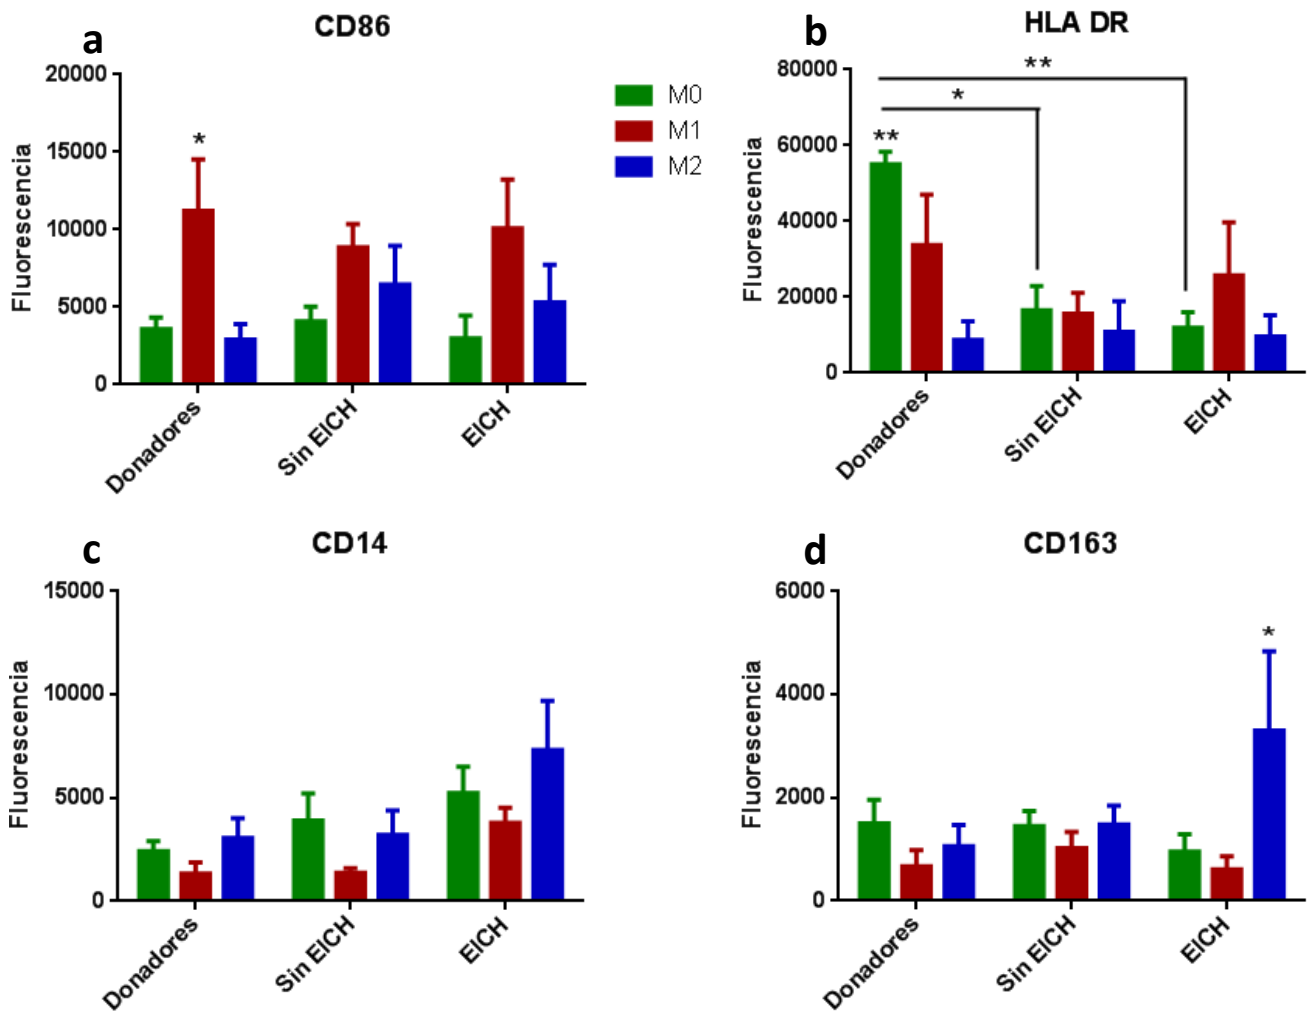 a
CD86
20000
15000
10000
5000
0
Fluorescencia
*
Donadores
Sin EICH
EICH
M0
M1
M2
b
HLA DR
80000
60000
40000
20000
0
Fluorescencia
**
*
**
Donadores
Sin EICH
EICH
c
CD14
15000
10000
5000
0
Fluorescencia
Donadores
Sin EICH
EICH
d
CD163
6000
4000
2000
0
Fluorescencia
*
Donadores
Sin EICH
EICH